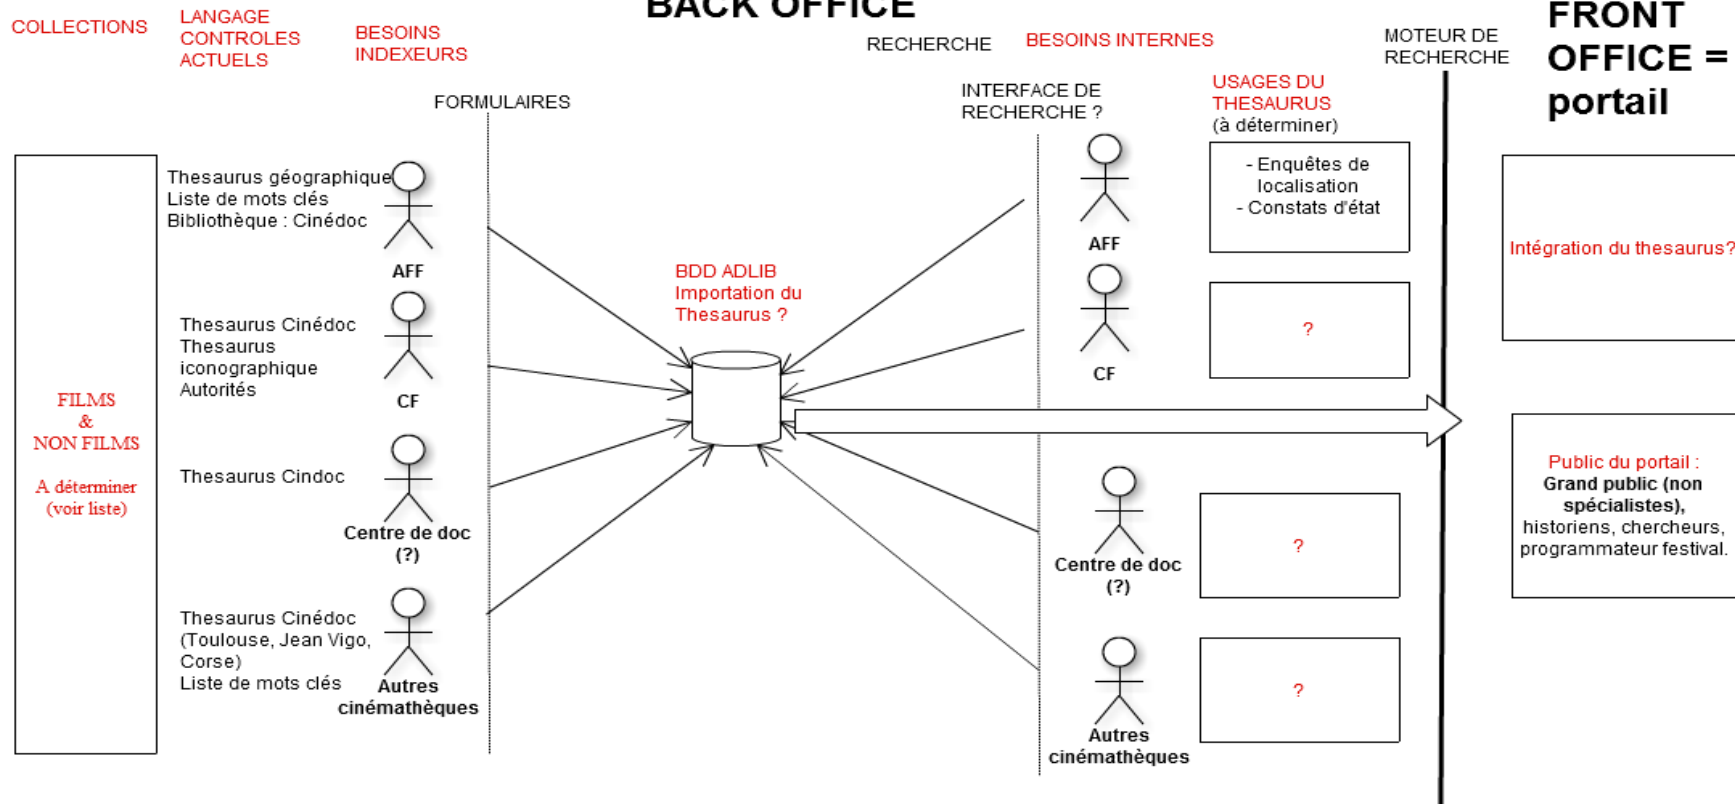 BACK OFFICE
FRONT
OFFICE =
portail
COLLECTIONS
LANGAGE
CONTROLES
ACTUELS
BESOINS
INDEXEURS
FORMULAIRES
RECHERCHE
BESOINS INTERNES
INTERFACE DE
RECHERCHE ?
USAGES DU
THESAURUS
(à déterminer)
MOTEUR DE
RECHERCHE
FILMS
&
NON FILMS
A déterminer
(voir liste)
Thesaurus géographique
Liste de mots clés
Bibliothèque : Cinédoc
AFF
Thesaurus Cinédoc
Thesaurus
iconographique
Autorités
CF
Thesaurus Cindoc
Centre de doc
(?)
Thesaurus Cinédoc
(Toulouse, Jean Vigo,
Corse)
Liste de mots clés
Autres
cinémathèques
BDD ADLIB
Importation du
Thesaurus ?
AFF
CF
Centre de doc
(?)
Autres
cinémathèques
- Enquêtes de
localisation
- Constats d'état
?
?
?
Intégration du thesaurus?
Public du portail :
Grand public (non
spécialistes),
historiens, chercheurs,
programmateur festival.